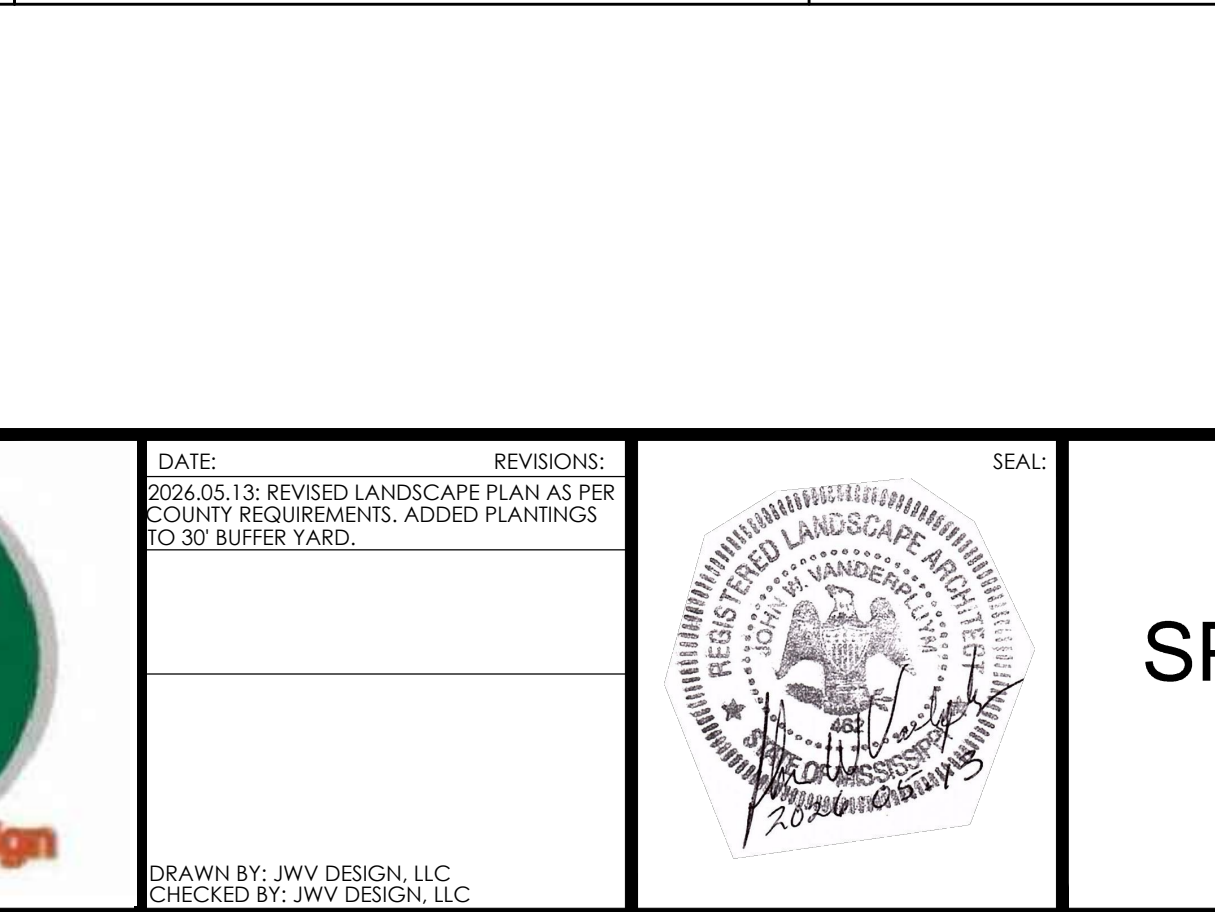 DATE: REVISIONS:
2026.05.13: REVISED LANDSCAPE PLAN AS PER
COUNTY REQUIREMENTS. ADDED PLANTINGS
TO 30' BUFFER YARD.
DRAWN BY: JWV DESIGN, LLC
CHECKED BY: JWV DESIGN, LLC
SEAL:
REGISTERED LANDSCAPE ARCHITECT
JOHN W. VANDERPLUYM
462
STATE OF MISSISSIPPI
2026-05-13